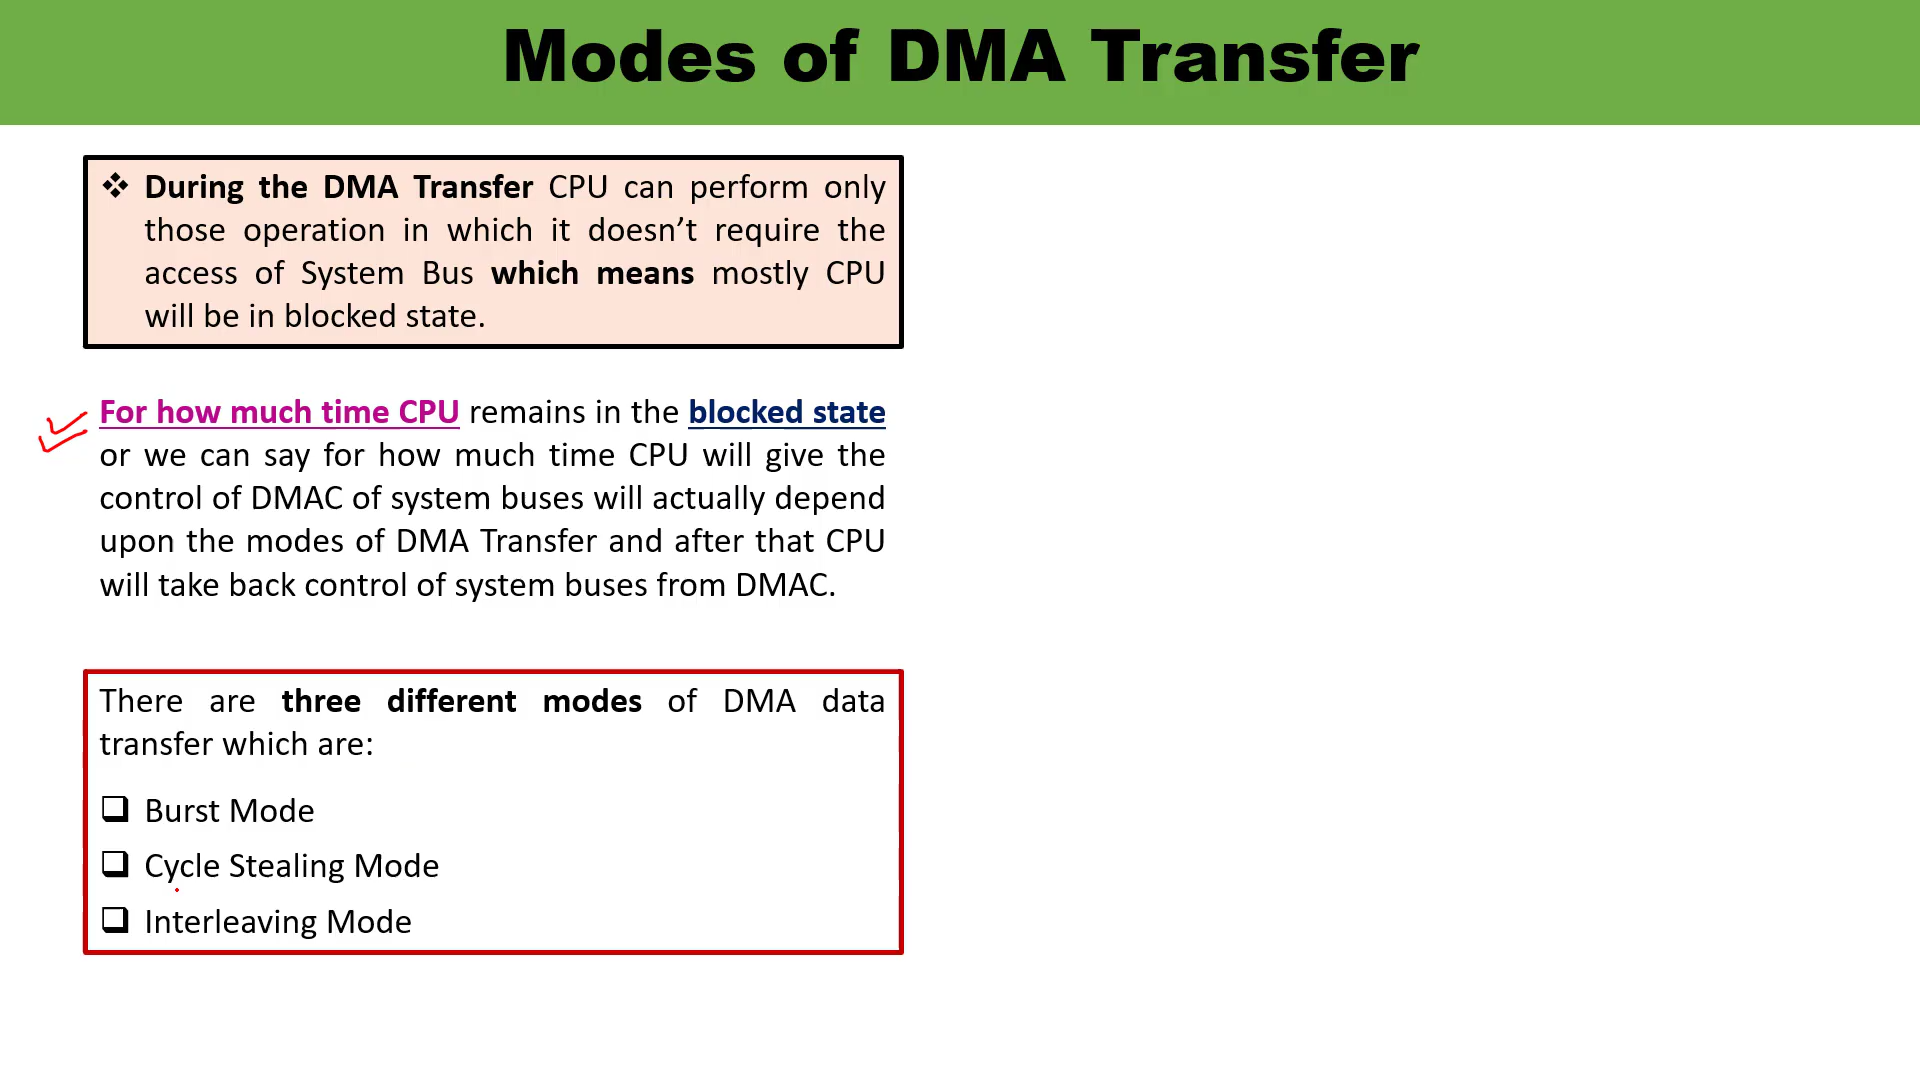 Modes of DMA Transfer
During the DMA Transfer CPU can perform only
those operation in which it doesn’t require the
access of System Bus which means mostly CPU
will be in blocked state.
For how much time CPU remains in the blocked state
or we can say for how much time CPU will give the
control of DMAC of system buses will actually depend
upon the modes of DMA Transfer and after that CPU
will take back control of system buses from DMAC.
There are three different modes of DMA data
transfer which are:
Burst Mode
Cycle Stealing Mode
Interleaving Mode